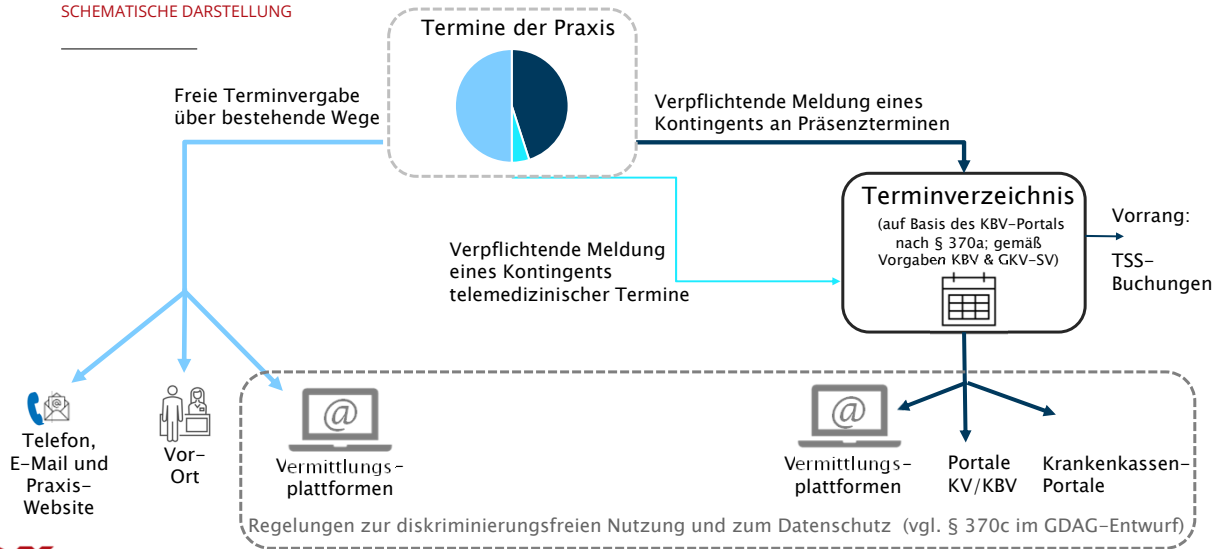 SCHEMATISCHE DARSTELLUNG
Termine der Praxis
Freie Terminvergabe
über bestehende Wege
Verpflichtende Meldung eines
Kontingents an Präsenzterminen
Terminverzeichnis
(auf Basis des KBV-Portals
nach § 370a; gemäß
Vorgaben KBV & GKV-SV)
Vorrang:
TSS-
Buchungen
Verpflichtende Meldung
eines Kontingents
telemedizinischer Termine
@
@
Telefon,
E-Mail und
Praxis-
Website
Vor-
Ort
Vermittlungs-
plattformen
Vermittlungs-
plattformen
Portale
KV/KBV
Krankenkassen-
Portale
Regelungen zur diskriminierungsfreien Nutzung und zum Datenschutz (vgl. § 370c im GDAG-Entwurf)